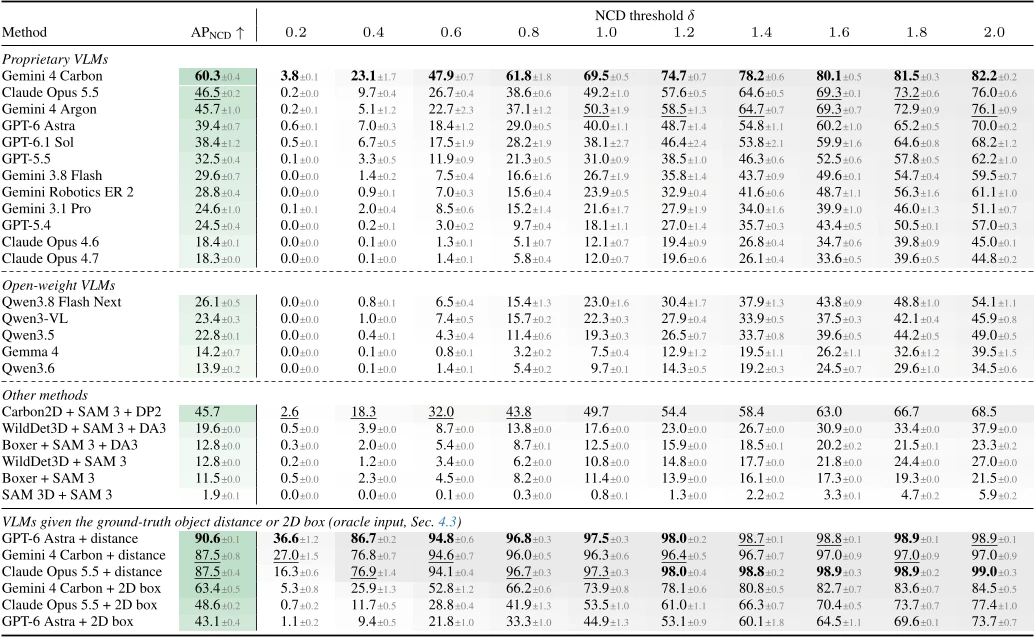 NCD threshold δ
Method AP_NCD ↑ 0.2 0.4 0.6 0.8 1.0 1.2 1.4 1.6 1.8 2.0
Proprietary VLMs
Gemini 4 Carbon 60.3±0.4 3.8±0.1 23.1±1.7 47.9±0.7 61.8±1.8 69.5±0.5 74.7±0.7 78.2±0.6 80.1±0.5 81.5±0.3 82.2±0.2
Claude Opus 5.5 46.5±0.2 0.2±0.0 9.7±0.4 26.7±0.4 38.6±0.6 49.2±1.0 57.6±0.5 64.6±0.5 69.3±0.1 73.2±0.6 76.0±0.6
Gemini 4 Argon 45.7±1.0 0.2±0.1 5.1±1.2 22.7±2.3 37.1±1.2 50.3±1.9 58.5±1.3 64.7±0.7 69.3±0.7 72.9±0.9 76.1±0.9
GPT-6 Astra 39.4±0.7 0.6±0.1 7.0±0.3 18.4±1.2 29.0±0.5 40.0±1.1 48.7±1.4 54.8±1.1 60.2±1.0 65.2±0.5 70.0±0.2
GPT-6.1 Sol 38.4±1.2 0.5±0.1 6.7±0.5 17.5±1.9 28.2±1.9 38.1±2.7 46.4±2.4 53.8±2.1 59.9±1.6 64.6±0.8 68.2±1.2
GPT-5.5 32.5±0.4 0.1±0.0 3.3±0.5 11.9±0.9 21.3±0.5 31.0±0.9 38.5±1.0 46.3±0.6 52.5±0.6 57.8±0.5 62.2±1.0
Gemini 3.8 Flash 29.6±0.7 0.0±0.0 1.4±0.2 7.5±0.4 16.6±1.6 26.7±1.9 35.8±1.4 43.7±0.9 49.6±0.1 54.7±0.4 59.5±0.7
Gemini Robotics ER 2 28.8±0.4 0.0±0.0 0.9±0.1 7.0±0.3 15.6±0.4 23.9±0.5 32.9±0.4 41.6±0.6 48.7±1.1 56.3±1.6 61.1±1.0
Gemini 3.1 Pro 24.6±1.0 0.1±0.1 2.0±0.4 8.5±0.6 15.2±1.4 21.6±1.7 27.9±1.9 34.0±1.6 39.9±1.0 46.0±1.3 51.1±0.7
GPT-5.4 24.5±0.4 0.0±0.0 0.2±0.1 3.0±0.2 9.7±0.4 18.1±1.1 27.0±1.4 35.7±0.3 43.4±0.5 50.5±0.1 57.0±0.3
Claude Opus 4.6 18.4±0.1 0.0±0.0 0.1±0.0 1.3±0.1 5.1±0.7 12.1±0.7 19.4±0.9 26.8±0.4 34.7±0.6 39.8±0.9 45.0±0.1
Claude Opus 4.7 18.3±0.0 0.0±0.0 0.1±0.0 1.4±0.1 5.8±0.4 12.0±0.7 19.6±0.6 26.1±0.4 33.6±0.5 39.6±0.5 44.8±0.2
Open-weight VLMs
Qwen3.8 Flash Next 26.1±0.5 0.0±0.0 0.8±0.1 6.5±0.4 15.4±1.3 23.0±1.6 30.4±1.7 37.9±1.3 43.8±0.9 48.8±1.0 54.1±1.1
Qwen3-VL 23.4±0.3 0.0±0.0 1.0±0.0 7.4±0.5 15.7±0.2 22.3±0.3 27.9±0.4 33.9±0.5 37.5±0.3 42.1±0.4 45.9±0.8
Qwen3.5 22.8±0.1 0.0±0.0 0.4±0.1 4.3±0.4 11.4±0.6 19.3±0.3 26.5±0.7 33.7±0.8 39.6±0.5 44.2±0.5 49.0±0.5
Gemma 4 14.2±0.7 0.0±0.0 0.1±0.0 0.8±0.1 3.2±0.2 7.5±0.4 12.9±1.2 19.5±1.1 26.2±1.1 32.6±1.2 39.5±1.5
Qwen3.6 13.9±0.2 0.0±0.0 0.1±0.0 1.4±0.1 5.4±0.2 9.7±0.1 14.3±0.5 19.2±0.3 24.5±0.7 29.6±1.0 34.5±0.6
Other methods
Carbon2D + SAM 3 + DP2 45.7 2.6 18.3 32.0 43.8 49.7 54.4 58.4 63.0 66.7 68.5
WildDet3D + SAM 3 + DA3 19.6±0.0 0.5±0.0 3.9±0.0 8.7±0.0 13.8±0.0 17.6±0.0 23.0±0.0 26.7±0.0 30.9±0.0 33.4±0.0 37.9±0.0
Boxer + SAM 3 + DA3 12.8±0.0 0.3±0.0 2.0±0.0 5.4±0.0 8.7±0.1 12.5±0.0 15.9±0.0 18.5±0.1 20.2±0.2 21.5±0.1 23.3±0.2
WildDet3D + SAM 3 12.8±0.0 0.2±0.0 1.2±0.0 3.4±0.0 6.2±0.0 10.8±0.0 14.8±0.0 17.7±0.0 21.8±0.0 24.4±0.0 27.0±0.0
Boxer + SAM 3 11.5±0.0 0.5±0.0 2.3±0.0 4.5±0.0 8.2±0.0 11.4±0.0 13.9±0.0 16.1±0.0 17.3±0.0 19.3±0.0 21.5±0.0
SAM 3D + SAM 3 1.9±0.1 0.0±0.0 0.0±0.0 0.1±0.0 0.3±0.0 0.8±0.1 1.3±0.0 2.2±0.2 3.3±0.1 4.7±0.2 5.9±0.2
VLMs given the ground-truth object distance or 2D box (oracle input, Sec. 4.3)
GPT-6 Astra + distance 90.6±0.1 36.6±1.2 86.7±0.2 94.8±0.6 96.8±0.3 97.5±0.3 98.0±0.2 98.7±0.1 98.8±0.1 98.9±0.1 98.9±0.1
Gemini 4 Carbon + distance 87.5±0.8 27.0±1.5 76.8±0.7 94.6±0.7 96.0±0.5 96.3±0.6 96.4±0.5 96.7±0.1 97.0±0.9 97.0±0.9 97.0±0.9
Claude Opus 5.5 + distance 87.5±0.4 16.3±0.6 76.9±1.4 94.1±0.4 96.7±0.3 97.3±0.3 98.0±0.4 98.8±0.2 98.9±0.3 98.9±0.2 99.0±0.3
Gemini 4 Carbon + 2D box 63.4±0.5 5.3±0.8 25.9±1.3 52.8±1.2 66.2±0.6 73.9±0.8 78.1±0.6 80.8±0.5 82.7±0.7 83.6±0.7 84.5±0.5
Claude Opus 5.5 + 2D box 48.6±0.2 0.7±0.2 11.7±0.5 28.8±0.4 41.9±1.3 53.5±1.0 61.0±1.1 66.3±0.7 70.4±0.5 73.7±0.7 77.4±1.0
GPT-6 Astra + 2D box 43.1±0.4 1.1±0.2 9.4±0.5 21.8±1.0 33.3±1.0 44.9±1.3 53.1±0.9 60.1±1.8 64.5±1.1 69.6±1.1 73.7±0.7